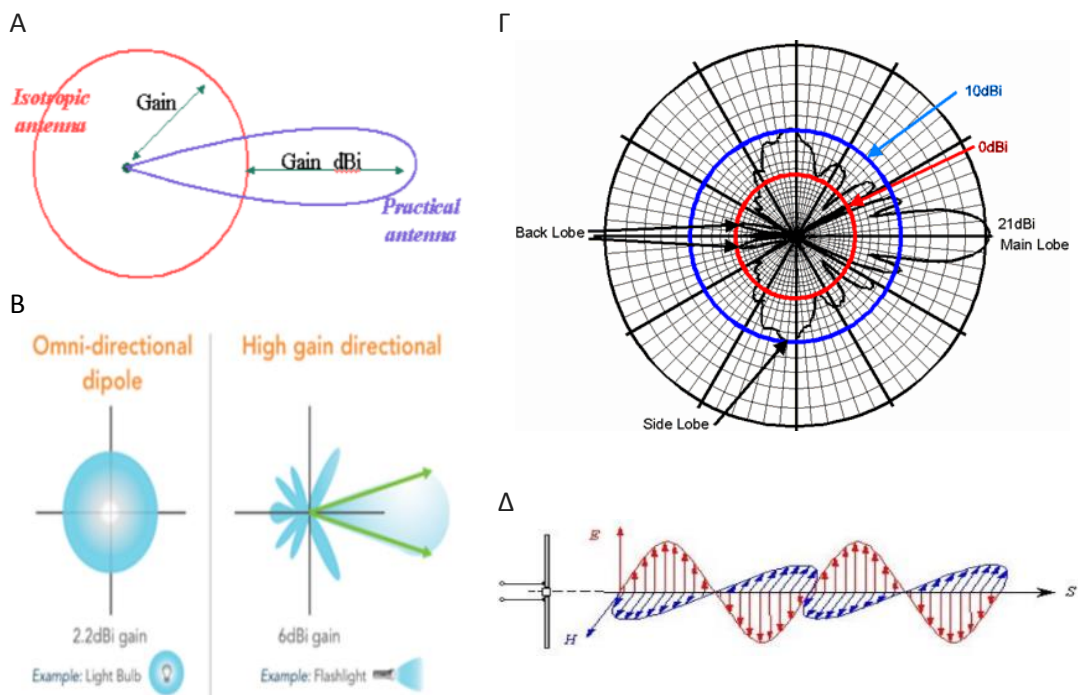 Α
Isotropic
antenna
Gain
Gain dBi
Practical
antenna
Β
Omni-directional
dipole
High gain directional
2.2dBi gain
6dBi gain
Example: Light Bulb
Example: Flashlight
Γ
10dBi
0dBi
21dBi
Main Lobe
Back Lobe
Side Lobe
Δ
E
H
S